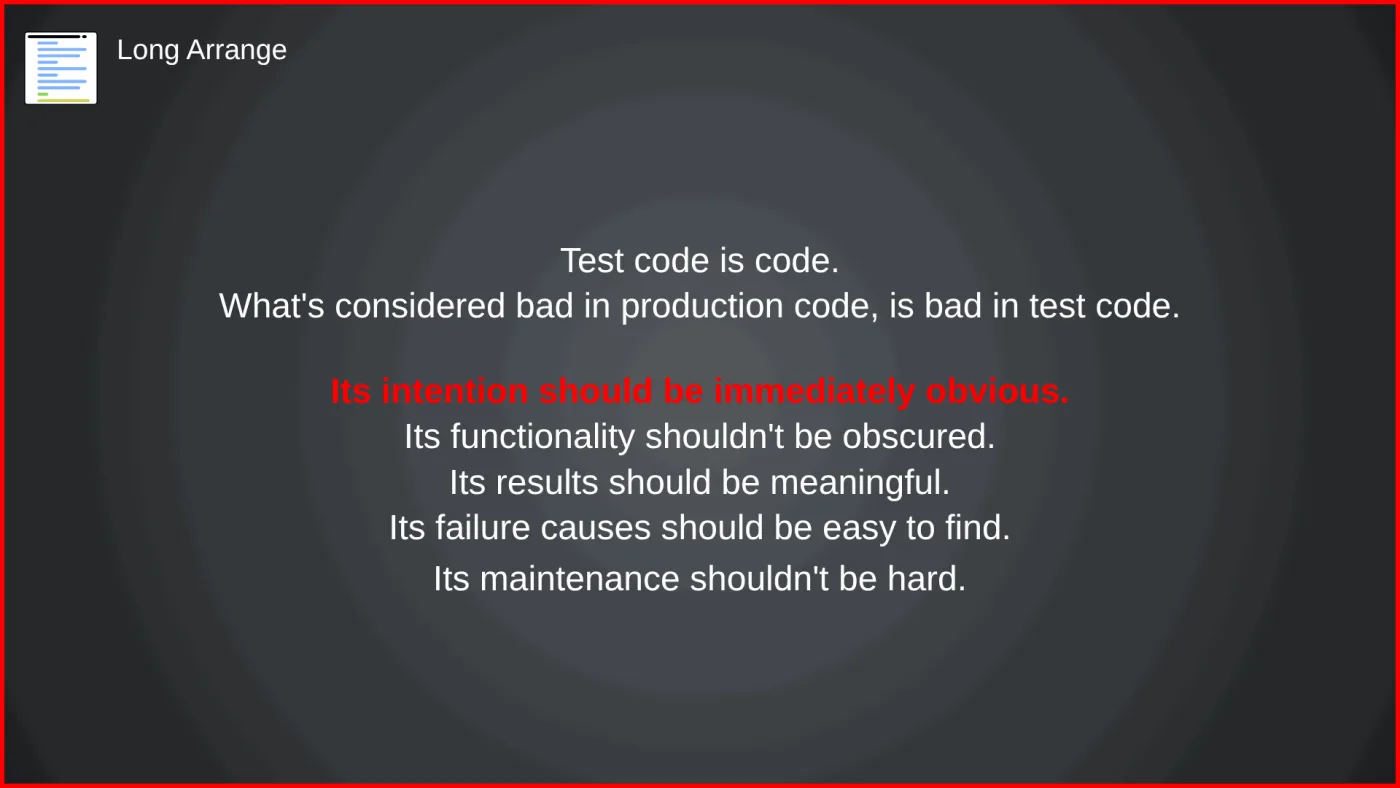 Long Arrange
Test code is code.
What's considered bad in production code, is bad in test code.
Its intention should be immediately obvious.
Its functionality shouldn't be obscured.
Its results should be meaningful.
Its failure causes should be easy to find.
Its maintenance shouldn't be hard.